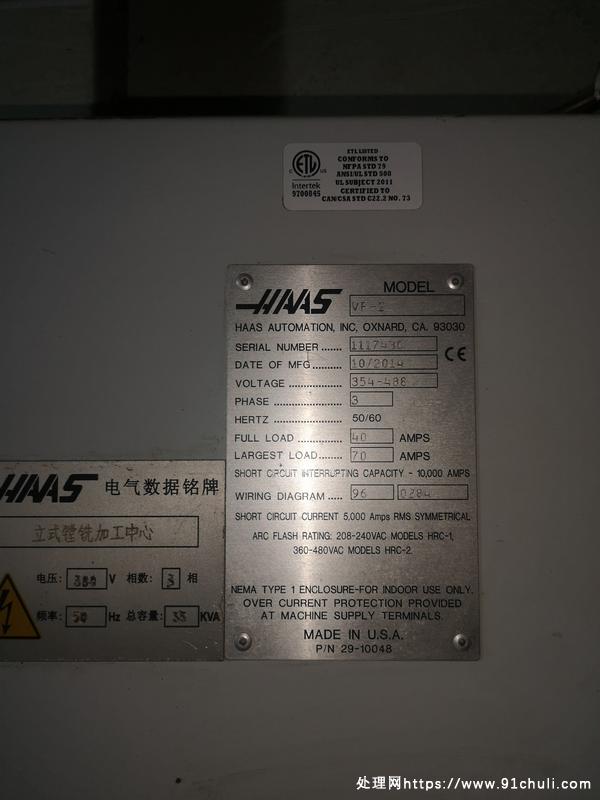 ETL LISTED
CONFORMS TO
NFPA STD 79
ANSI/UL STD 508
UL SUBJECT 2011
CERTIFIED TO
CAN/CSA STD C22.2 NO. 73
ETL
C US
Intertek
9700845
HAAS
MODEL
VF-2
HAAS AUTOMATION, INC, OXNARD, CA. 93030
SERIAL NUMBER ......
CE
DATE OF MFG ........ 10/2014
VOLTAGE ................ 354-488
PHASE .................... 3
HERTZ 50/60
FULL LOAD ............. 40 AMPS
LARGEST LOAD ....... 70 AMPS
SHORT CIRCUIT INTERRUPTING CAPACITY - 10,000 AMPS
WIRING DIAGRAM ..... 96 0284
SHORT CIRCUIT CURRENT 5,000 Amps RMS SYMMETRICAL
ARC FLASH RATING: 208-240VAC MODELS HRC-1,
360-480VAC MODELS HRC-2.
NEMA TYPE 1 ENCLOSURE-FOR INDOOR USE ONLY.
OVER CURRENT PROTECTION PROVIDED
AT MACHINE SUPPLY TERMINALS.
MADE IN U.S.A.
P/N 29-10048
HAAS 电气数据铭牌
立式镗铣加工中心
电压: 380 V 相数: 3 相
频率: 50 Hz 总容量: KVA
处理网https://www.91chuli.com/